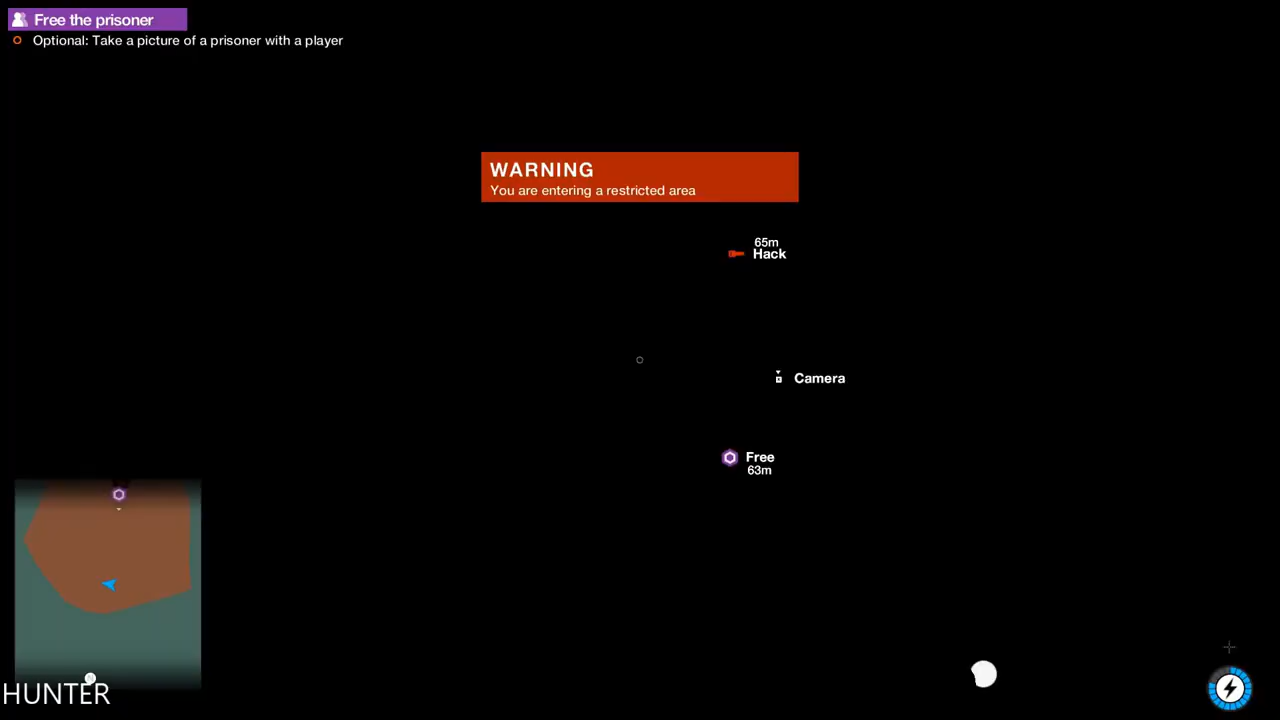 Free the prisoner
Optional: Take a picture of a prisoner with a player
WARNING
You are entering a restricted area
65m
Hack
Camera
Free
63m
HUNTER